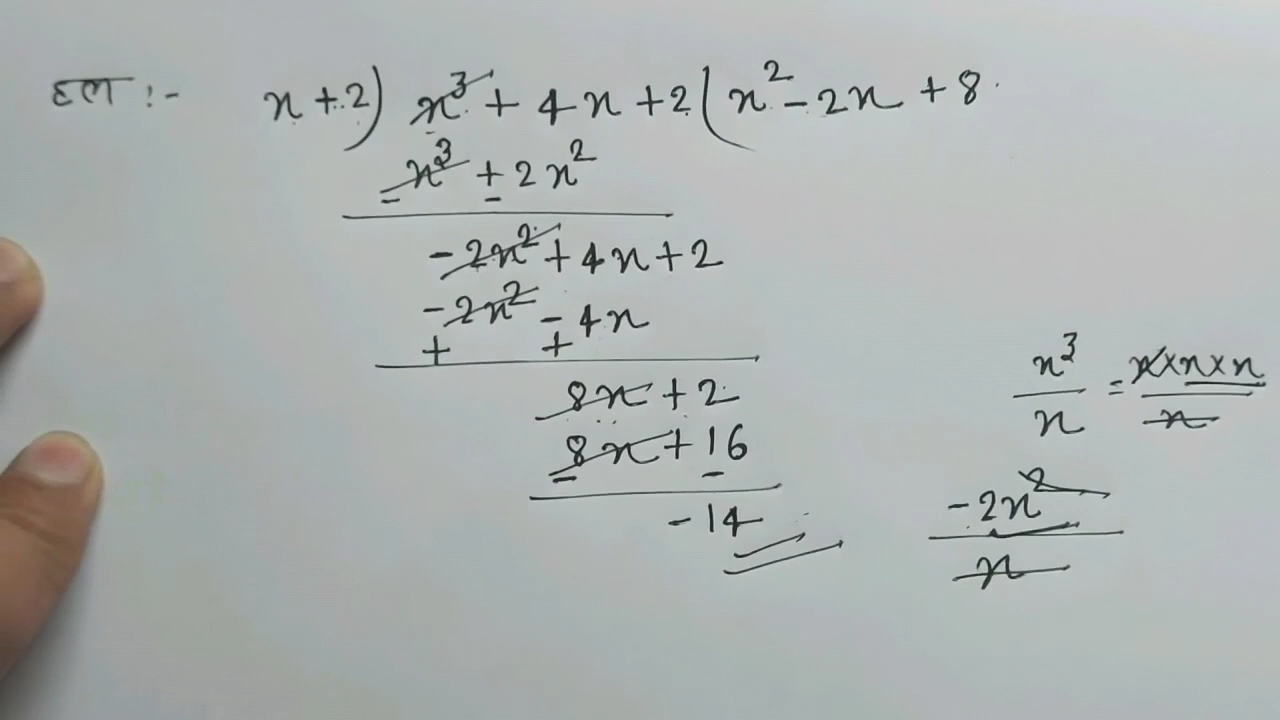 हल :- x + 2 ) x³ + 4x + 2 ( x² - 2x + 8
x³ + 2x²
- -
-2x² + 4x + 2
-2x² - 4x
+ +
8x + 2
8x + 16
- -
-14
x³/x = x×x×x/x
-2x²/x